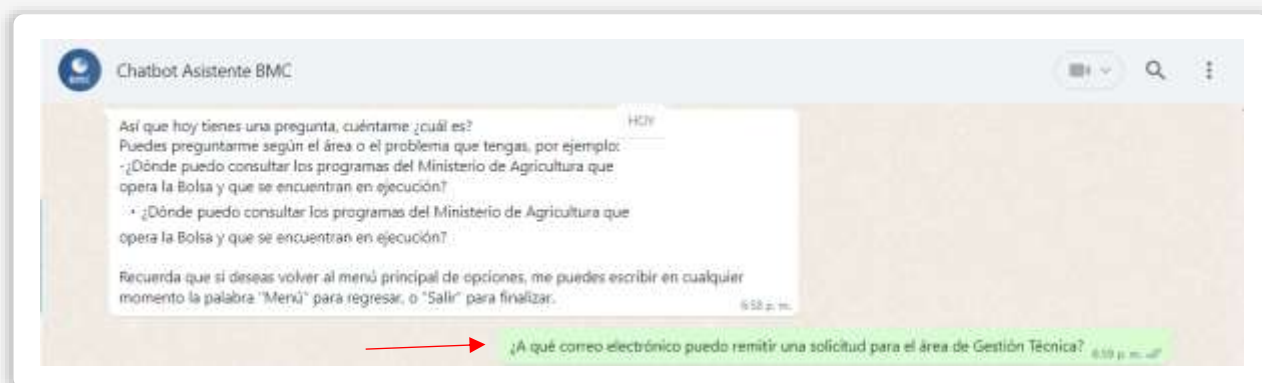 Chatbot Asistente BMC
HOY
Así que hoy tienes una pregunta, cuéntame ¿cuál es?
Puedes preguntarme según el área o el problema que tengas, por ejemplo:
-¿Dónde puedo consultar los programas del Ministerio de Agricultura que
opera la Bolsa y que se encuentran en ejecución?
• ¿Dónde puedo consultar los programas del Ministerio de Agricultura que
opera la Bolsa y que se encuentran en ejecución?
Recuerda que si deseas volver al menú principal de opciones, me puedes escribir en cualquier
momento la palabra "Menú" para regresar, o "Salir" para finalizar.
6:58 p. m.
¿A qué correo electrónico puedo remitir una solicitud para el área de Gestión Técnica?
6:59 p. m.